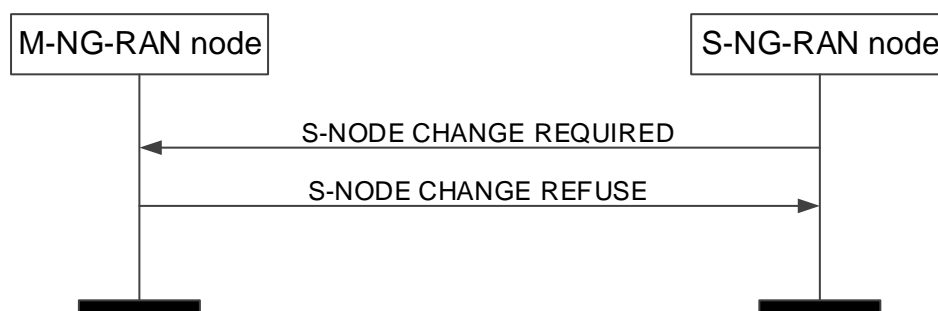 M-NG-RAN node
S-NG-RAN node
S-NODE CHANGE REQUIRED
S-NODE CHANGE REFUSE